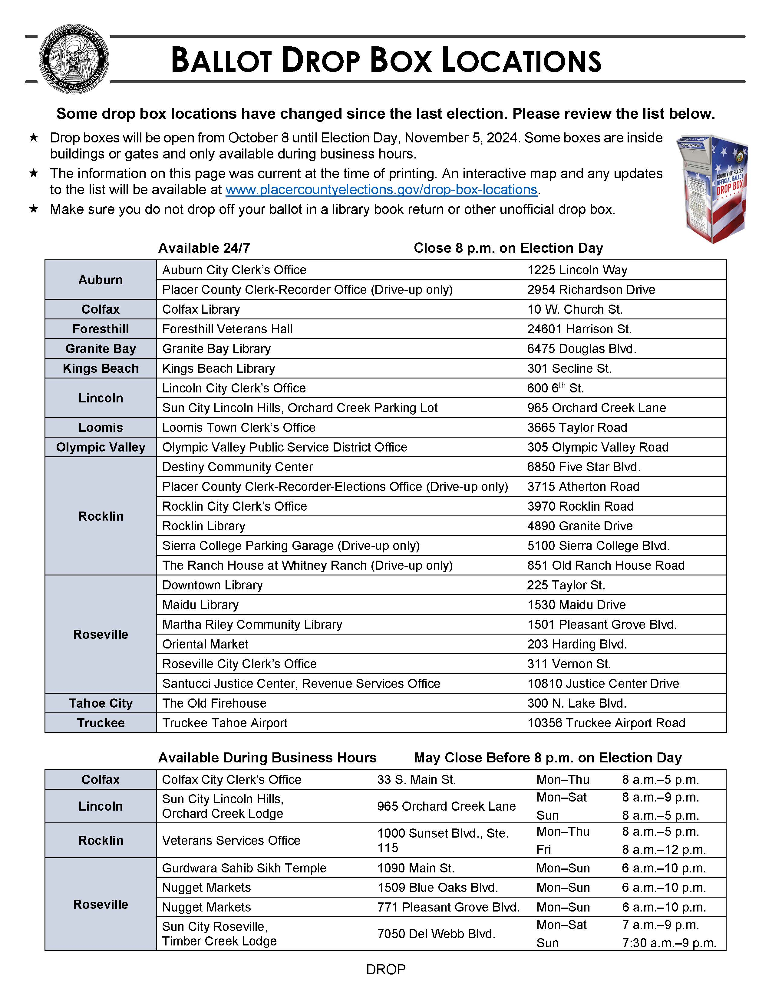 COUNTY OF PLACER
STATE OF CALIFORNIA
BALLOT DROP BOX LOCATIONS
Some drop box locations have changed since the last election. Please review the list below.
★ Drop boxes will be open from October 8 until Election Day, November 5, 2024. Some boxes are inside
buildings or gates and only available during business hours.
★ The information on this page was current at the time of printing. An interactive map and any updates
to the list will be available at www.placercountyelections.gov/drop-box-locations.
★ Make sure you do not drop off your ballot in a library book return or other unofficial drop box.
PUSH TO OPEN
COUNTY OF PLACER
OFFICIAL BALLOT
DROP BOX
Available 24/7 Close 8 p.m. on Election Day
Auburn
Auburn City Clerk’s Office 1225 Lincoln Way
Placer County Clerk-Recorder Office (Drive-up only) 2954 Richardson Drive
Colfax Colfax Library 10 W. Church St.
Foresthill Foresthill Veterans Hall 24601 Harrison St.
Granite Bay Granite Bay Library 6475 Douglas Blvd.
Kings Beach Kings Beach Library 301 Secline St.
Lincoln
Lincoln City Clerk’s Office 600 6th St.
Sun City Lincoln Hills, Orchard Creek Parking Lot 965 Orchard Creek Lane
Loomis Loomis Town Clerk’s Office 3665 Taylor Road
Olympic Valley Olympic Valley Public Service District Office 305 Olympic Valley Road
Rocklin
Destiny Community Center 6850 Five Star Blvd.
Placer County Clerk-Recorder-Elections Office (Drive-up only) 3715 Atherton Road
Rocklin City Clerk’s Office 3970 Rocklin Road
Rocklin Library 4890 Granite Drive
Sierra College Parking Garage (Drive-up only) 5100 Sierra College Blvd.
The Ranch House at Whitney Ranch (Drive-up only) 851 Old Ranch House Road
Roseville
Downtown Library 225 Taylor St.
Maidu Library 1530 Maidu Drive
Martha Riley Community Library 1501 Pleasant Grove Blvd.
Oriental Market 203 Harding Blvd.
Roseville City Clerk’s Office 311 Vernon St.
Santucci Justice Center, Revenue Services Office 10810 Justice Center Drive
Tahoe City The Old Firehouse 300 N. Lake Blvd.
Truckee Truckee Tahoe Airport 10356 Truckee Airport Road
Available During Business Hours May Close Before 8 p.m. on Election Day
Colfax Colfax City Clerk’s Office 33 S. Main St. Mon–Thu 8 a.m.–5 p.m.
Lincoln
Sun City Lincoln Hills,
Orchard Creek Lodge
965 Orchard Creek Lane
Mon–Sat 8 a.m.–9 p.m.
Sun 8 a.m.–5 p.m.
Rocklin
Veterans Services Office
1000 Sunset Blvd., Ste.
115
Mon–Thu 8 a.m.–5 p.m.
Fri 8 a.m.–12 p.m.
Roseville
Gurdwara Sahib Sikh Temple 1090 Main St. Mon–Sun 6 a.m.–10 p.m.
Nugget Markets 1509 Blue Oaks Blvd. Mon–Sun 6 a.m.–10 p.m.
Nugget Markets 771 Pleasant Grove Blvd. Mon–Sun 6 a.m.–10 p.m.
Sun City Roseville,
Timber Creek Lodge
7050 Del Webb Blvd.
Mon–Sat 7 a.m.–9 p.m.
Sun 7:30 a.m.–9 p.m.
DROP